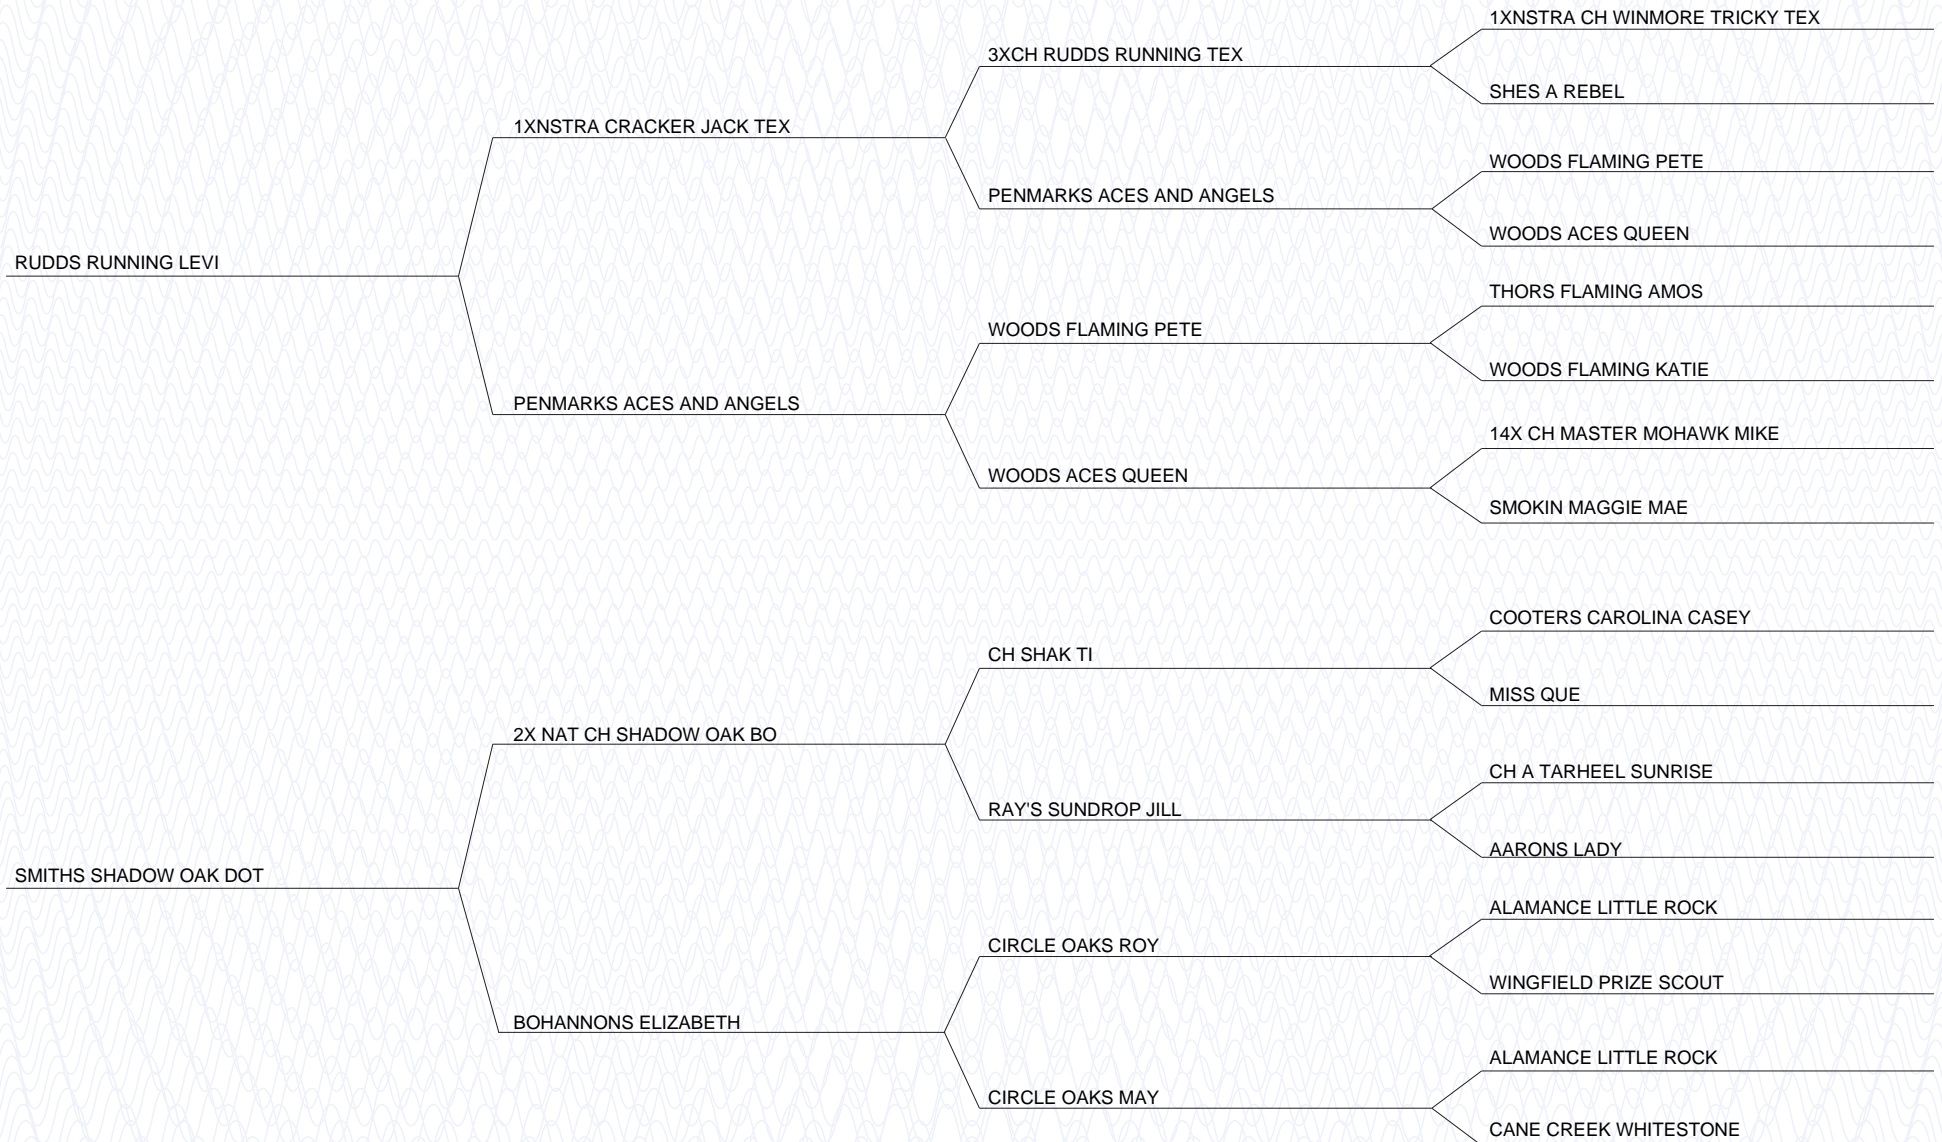 1XNSTRA CH WINMORE TRICKY TEX
3XCH RUDDS RUNNING TEX
SHES A REBEL
1XNSTRA CRACKER JACK TEX
WOODS FLAMING PETE
PENMARKS ACES AND ANGELS
WOODS ACES QUEEN
RUDDS RUNNING LEVI
THORS FLAMING AMOS
WOODS FLAMING PETE
WOODS FLAMING KATIE
PENMARKS ACES AND ANGELS
14X CH MASTER MOHAWK MIKE
WOODS ACES QUEEN
SMOKIN MAGGIE MAE
COOTERS CAROLINA CASEY
CH SHAK TI
MISS QUE
2X NAT CH SHADOW OAK BO
CH A TARHEEL SUNRISE
RAY'S SUNDROP JILL
AARONS LADY
SMITHS SHADOW OAK DOT
ALAMANCE LITTLE ROCK
CIRCLE OAKS ROY
WINGFIELD PRIZE SCOUT
BOHANNONS ELIZABETH
ALAMANCE LITTLE ROCK
CIRCLE OAKS MAY
CANE CREEK WHITESTONE